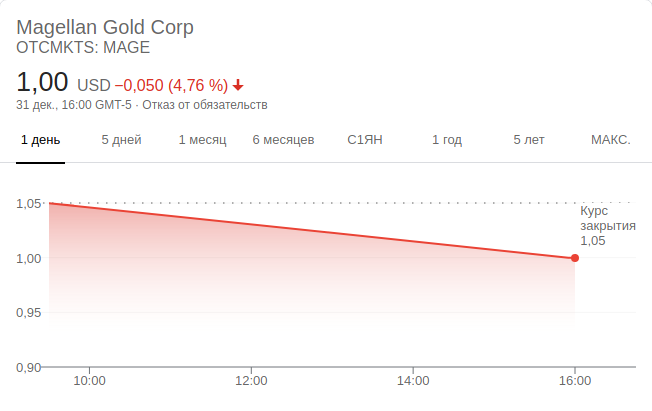 Magellan Gold Corp
OTCMKTS: MAGE
1,00 USD −0,050 (4,76 %)
31 дек., 16:00 GMT-5 · Отказ от обязательств
1 день 5 дней 1 месяц 6 месяцев С1ЯН 1 год 5 лет МАКС.
1,05
Курс
закрытия
1,05
1,00
0,95
0,90
10:00 12:00 14:00 16:00